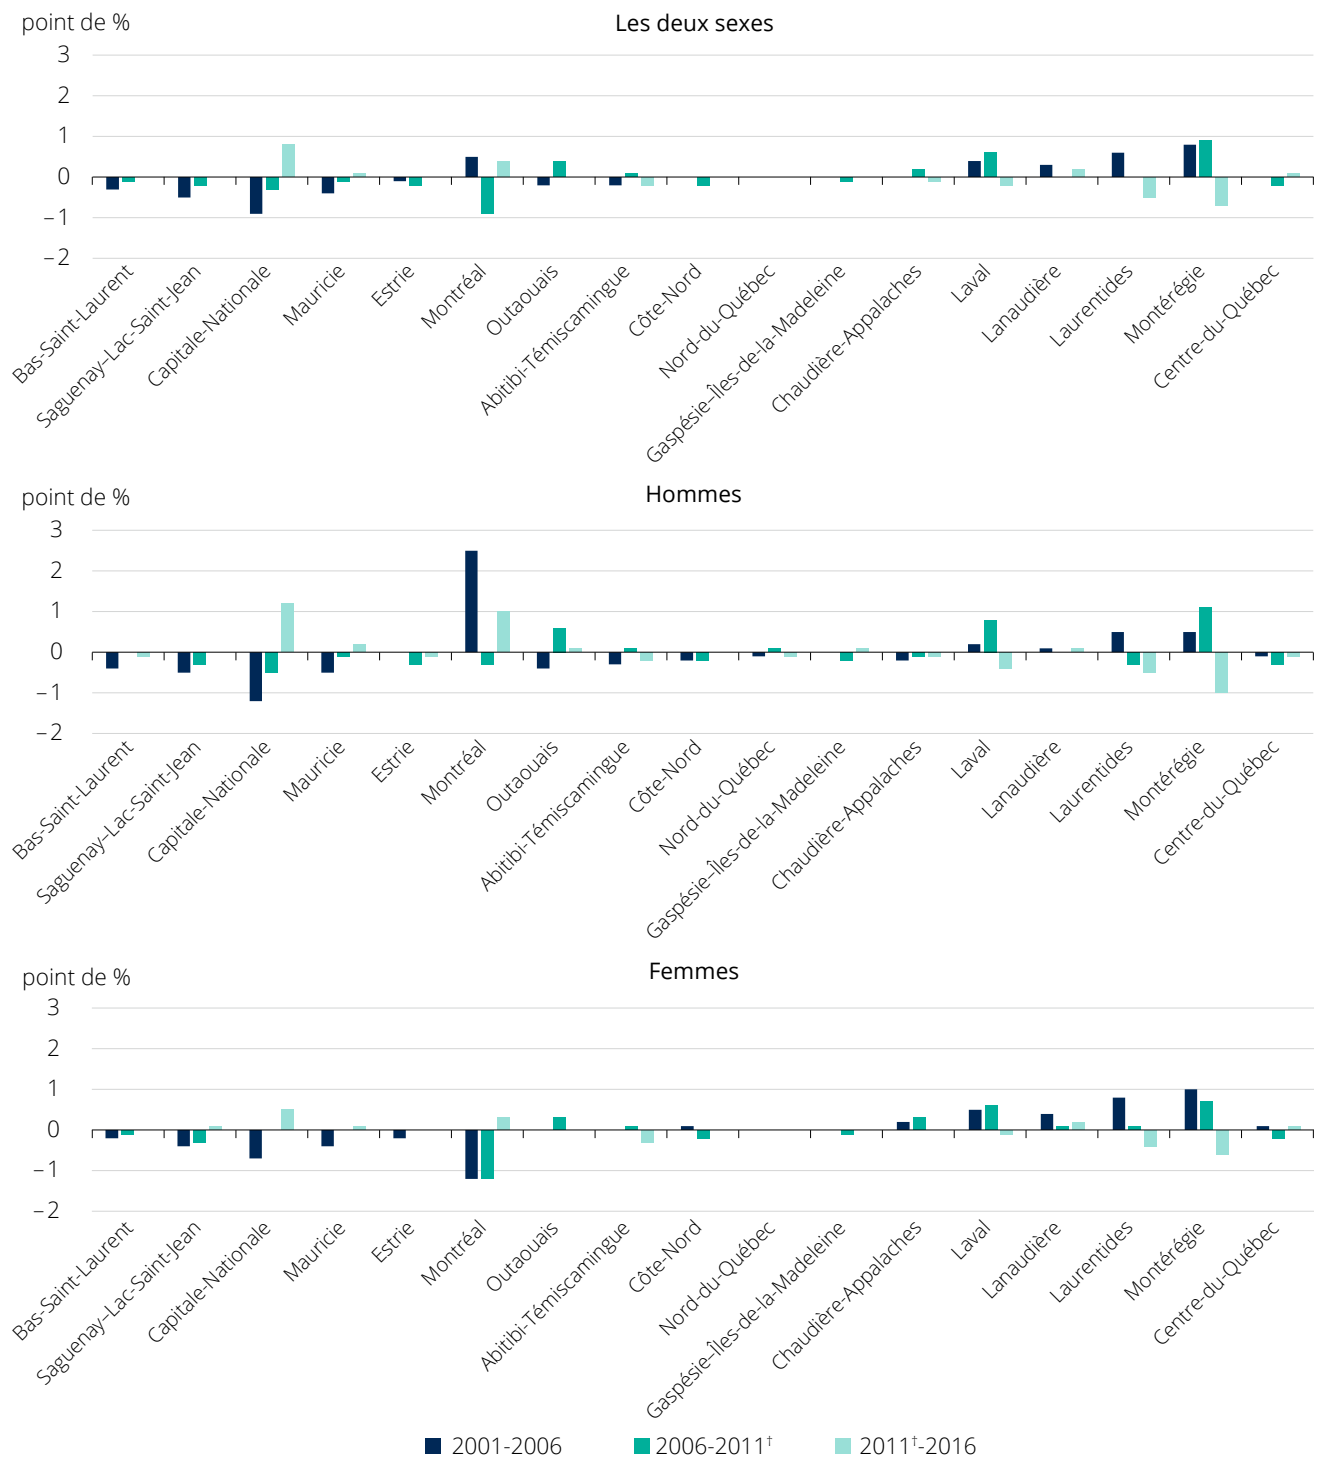 point de %
Les deux sexes
3
2
1
0
−1
−2
Bas-Saint-Laurent
Saguenay–Lac-Saint-Jean
Capitale-Nationale
Mauricie
Estrie
Montréal
Outaouais
Abitibi-Témiscamingue
Côte-Nord
Nord-du-Québec
Gaspésie–Îles-de-la-Madeleine
Chaudière-Appalaches
Laval
Lanaudière
Laurentides
Montérégie
Centre-du-Québec
point de %
Hommes
3
2
1
0
−1
−2
Bas-Saint-Laurent
Saguenay–Lac-Saint-Jean
Capitale-Nationale
Mauricie
Estrie
Montréal
Outaouais
Abitibi-Témiscamingue
Côte-Nord
Nord-du-Québec
Gaspésie–Îles-de-la-Madeleine
Chaudière-Appalaches
Laval
Lanaudière
Laurentides
Montérégie
Centre-du-Québec
point de %
Femmes
3
2
1
0
−1
−2
Bas-Saint-Laurent
Saguenay–Lac-Saint-Jean
Capitale-Nationale
Mauricie
Estrie
Montréal
Outaouais
Abitibi-Témiscamingue
Côte-Nord
Nord-du-Québec
Gaspésie–Îles-de-la-Madeleine
Chaudière-Appalaches
Laval
Lanaudière
Laurentides
Montérégie
Centre-du-Québec
2001-2006 2006-2011† 2011†-2016